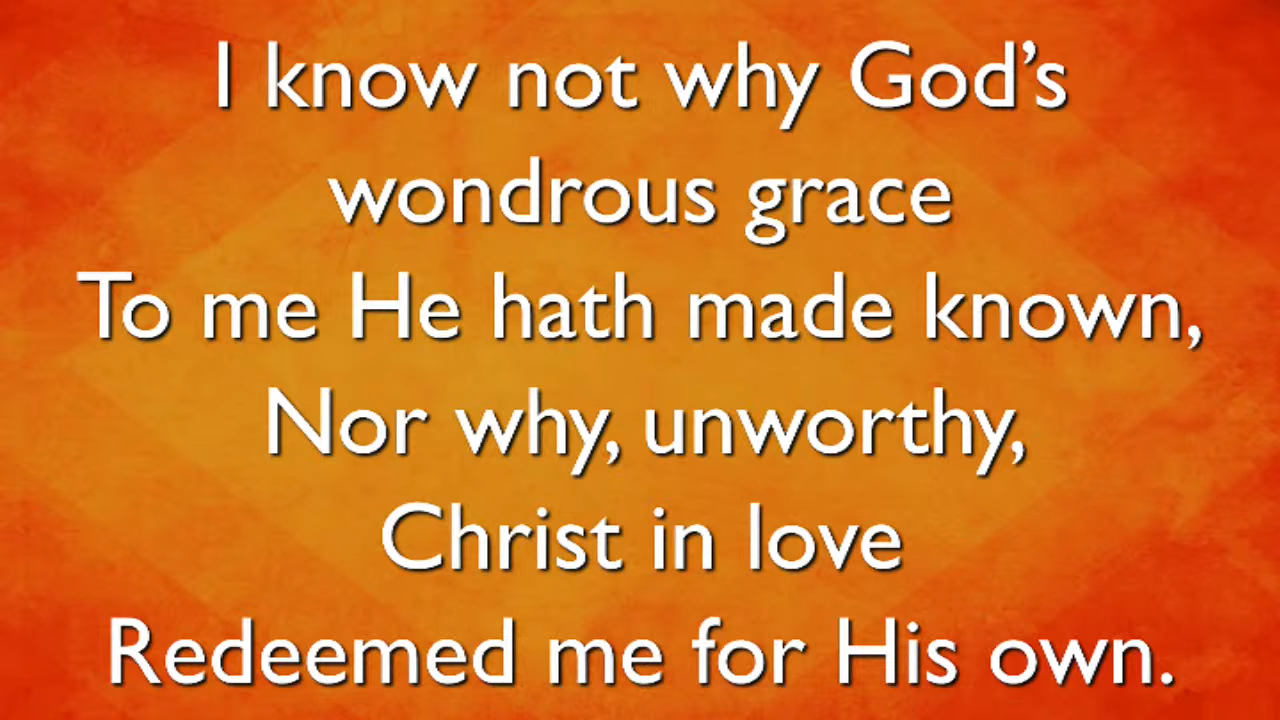 I know not why God’s
wondrous grace
To me He hath made known,
Nor why, unworthy,
Christ in love
Redeemed me for His own.